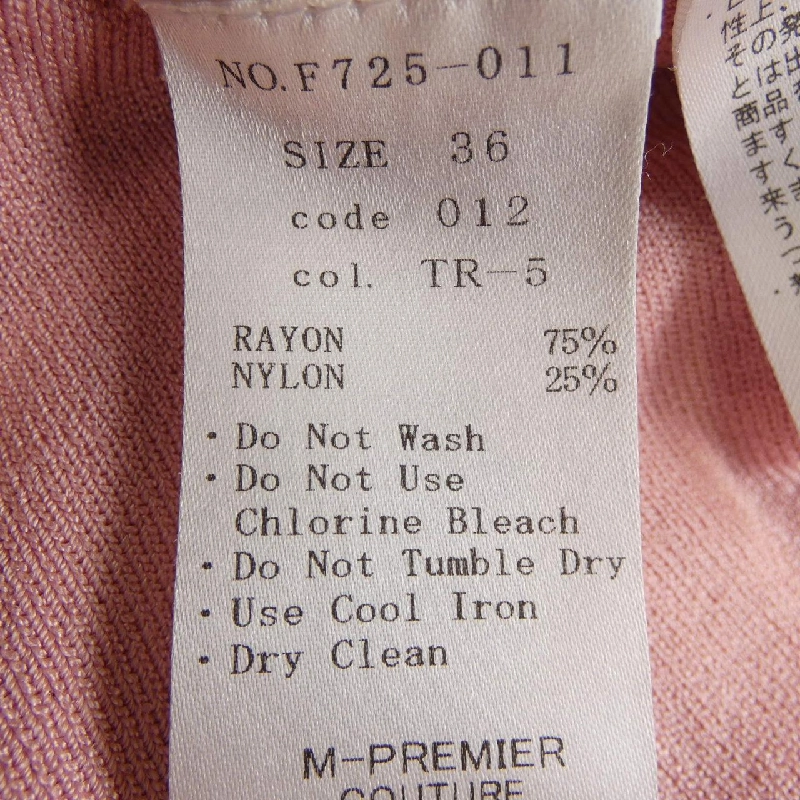 NO.F725-011
SIZE 36
code 012
col. TR-5
RAYON 75%
NYLON 25%
・Do Not Wash
・Do Not Use
Chlorine Bleach
・Do Not Tumble Dry
・Use Cool Iron
・Dry Clean
M-PREMIER
COUTURE